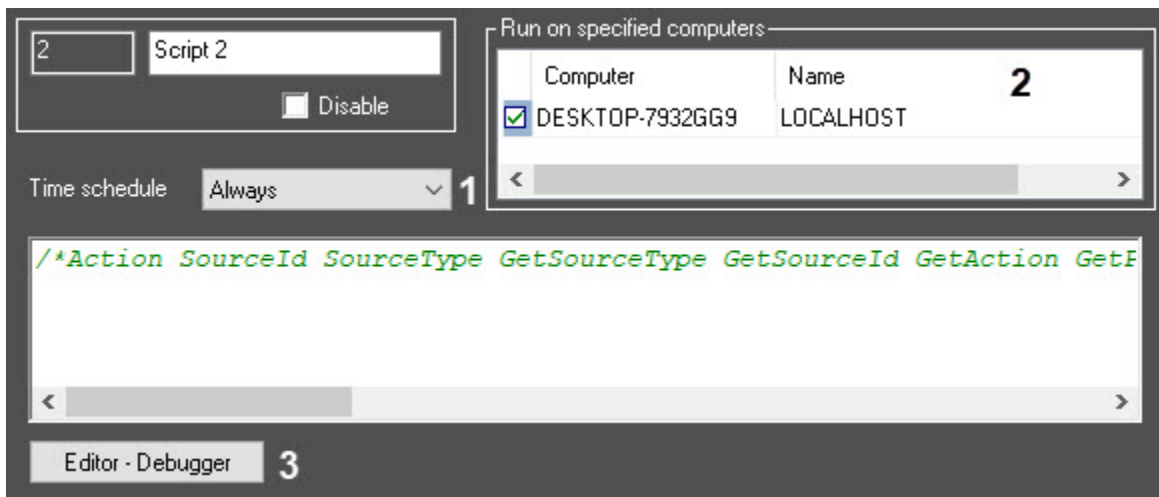 2
Script 2
Disable
Run on specified computers
Computer Name 2
DESKTOP-7932GG9 LOCALHOST
Time schedule Always 1
/*Action SourceId SourceType GetSourceType GetSourceId GetAction
Editor - Debugger 3